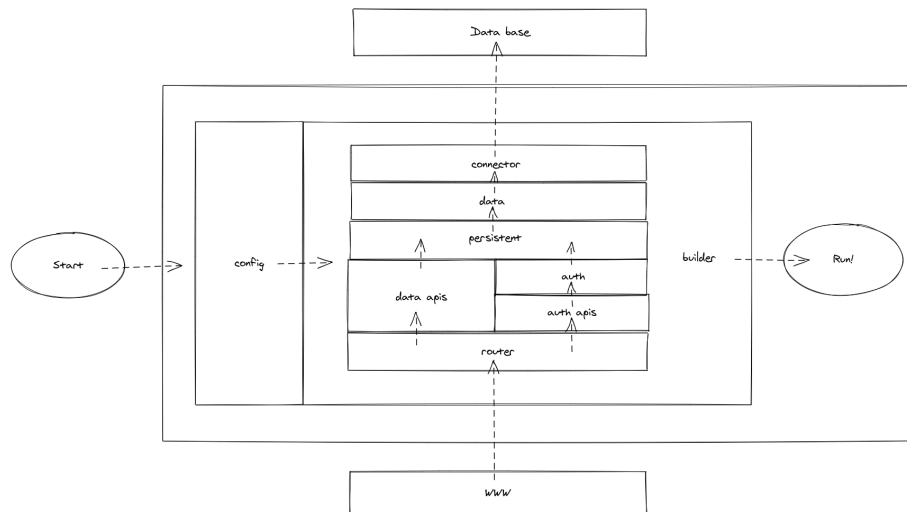 Data base
connector
data
persistent
Start
config
builder
Run!
auth
data apis
auth apis
router
www